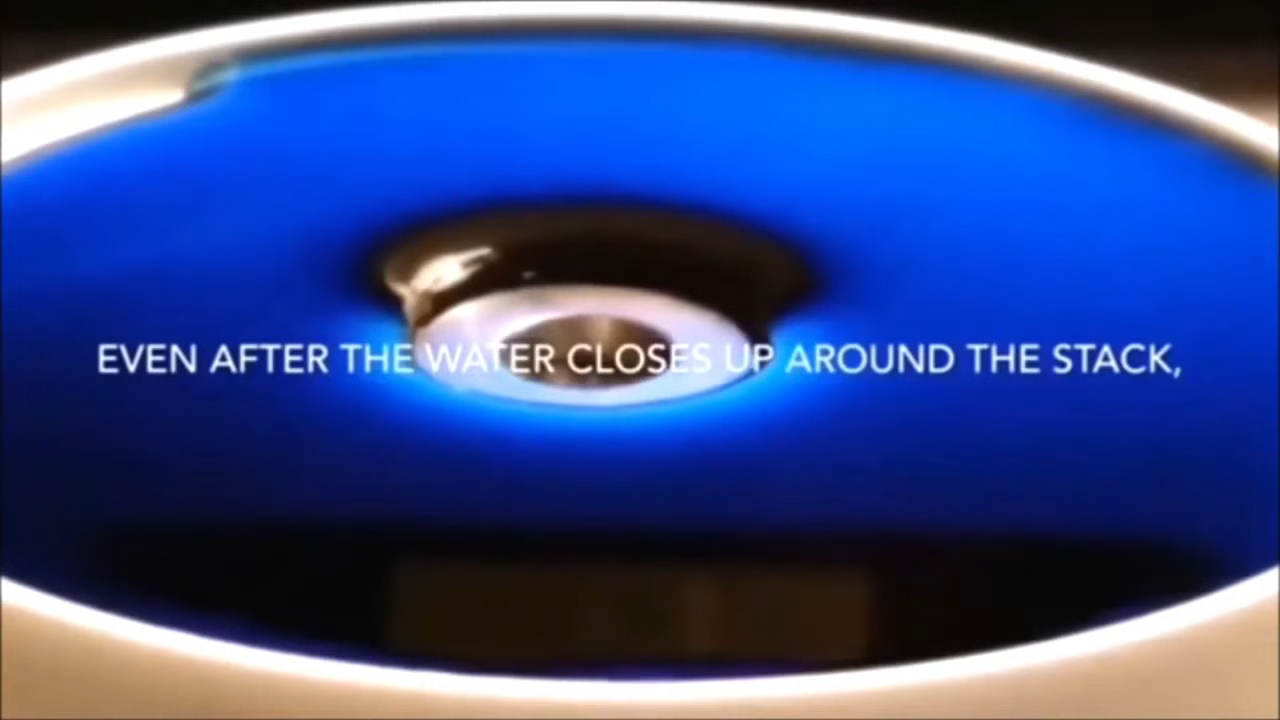 EVEN AFTER THE WATER CLOSES UP AROUND THE STACK,